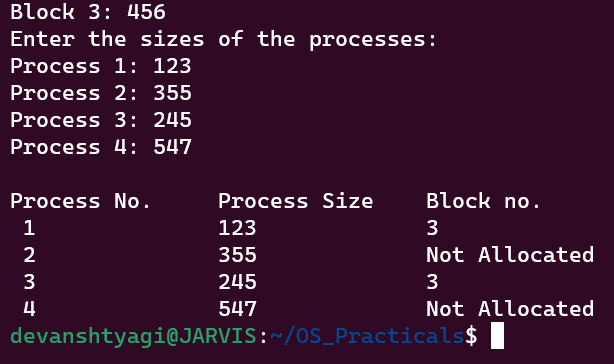 Block 3: 456
Enter the sizes of the processes:
Process 1: 123
Process 2: 355
Process 3: 245
Process 4: 547
Process No. Process Size Block no.
1 123 3
2 355 Not Allocated
3 245 3
4 547 Not Allocated
devanshtyagi@JARVIS:~/OS_Practicals$